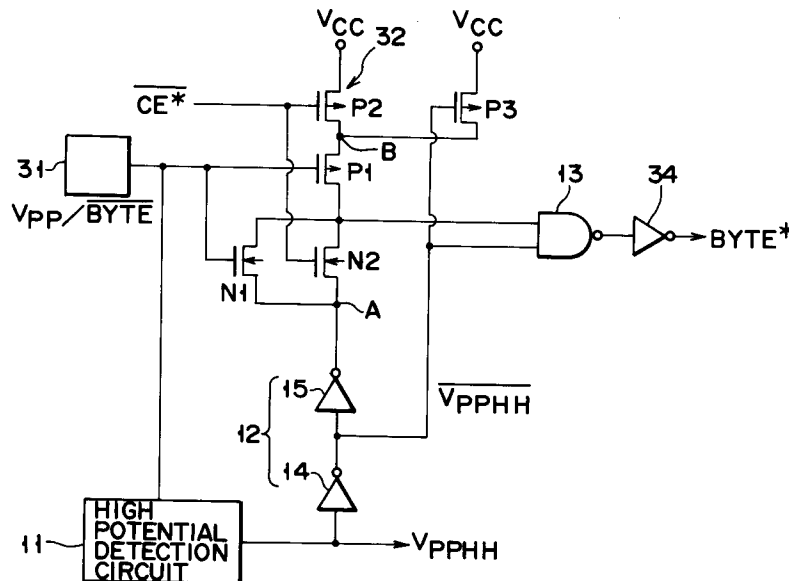 VCC
VCC
32
CE*
P2
P3
B
31
P1
13
34
VPP/BYTE
BYTE*
N2
N1
A
15
VPPHH
12
14
HIGH
POTENTIAL
DETECTION
CIRCUIT
11
VPPHH